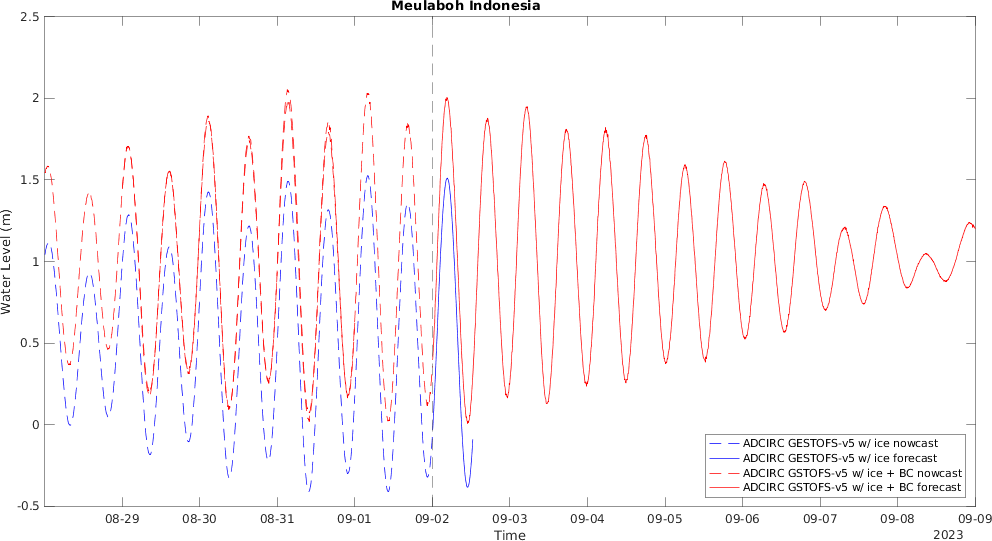 Meulaboh Indonesia
2.5
2
1.5
1
0.5
0
-0.5
Water Level (m)
08-29 08-30 08-31 09-01 09-02 09-03 09-04 09-05 09-06 09-07 09-08 09-09
Time
2023
ADCIRC GESTOFS-v5 w/ ice nowcast
ADCIRC GESTOFS-v5 w/ ice forecast
ADCIRC GSTOFS-v5 w/ ice + BC nowcast
ADCIRC GSTOFS-v5 w/ ice + BC forecast